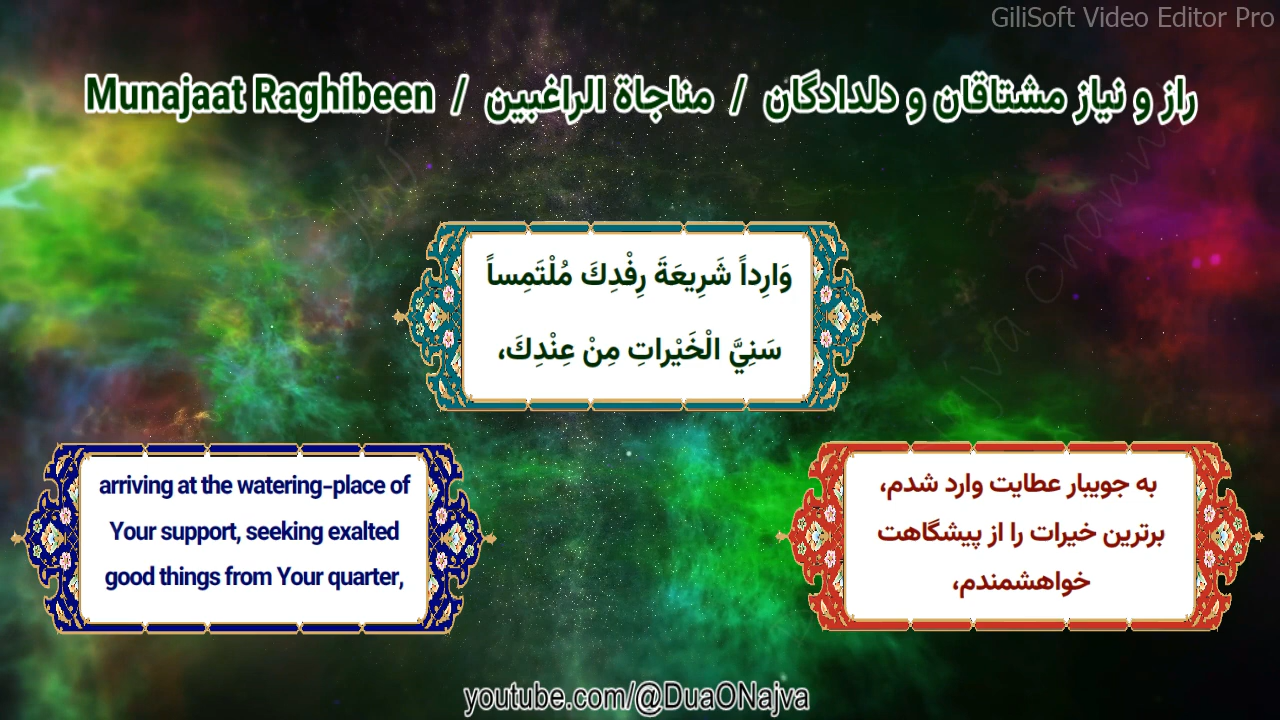 GiliSoft Video Editor Pro
Munajaat Raghibeen / مناجاة الراغبين / راز و نیاز مشتاقان و دلدادگان
وَارِداً شَرِيعَةَ رِفْدِكَ مُلْتَمِساً
سَنِيَّ الْخَيْراتِ مِنْ عِنْدِكَ،
arriving at the watering-place of
Your support, seeking exalted
good things from Your quarter,
به جویبار عطایت وارد شدم،
برترین خیرات را از پیشگاهت
خواهشمندم،
youtube.com/@DuaONajva